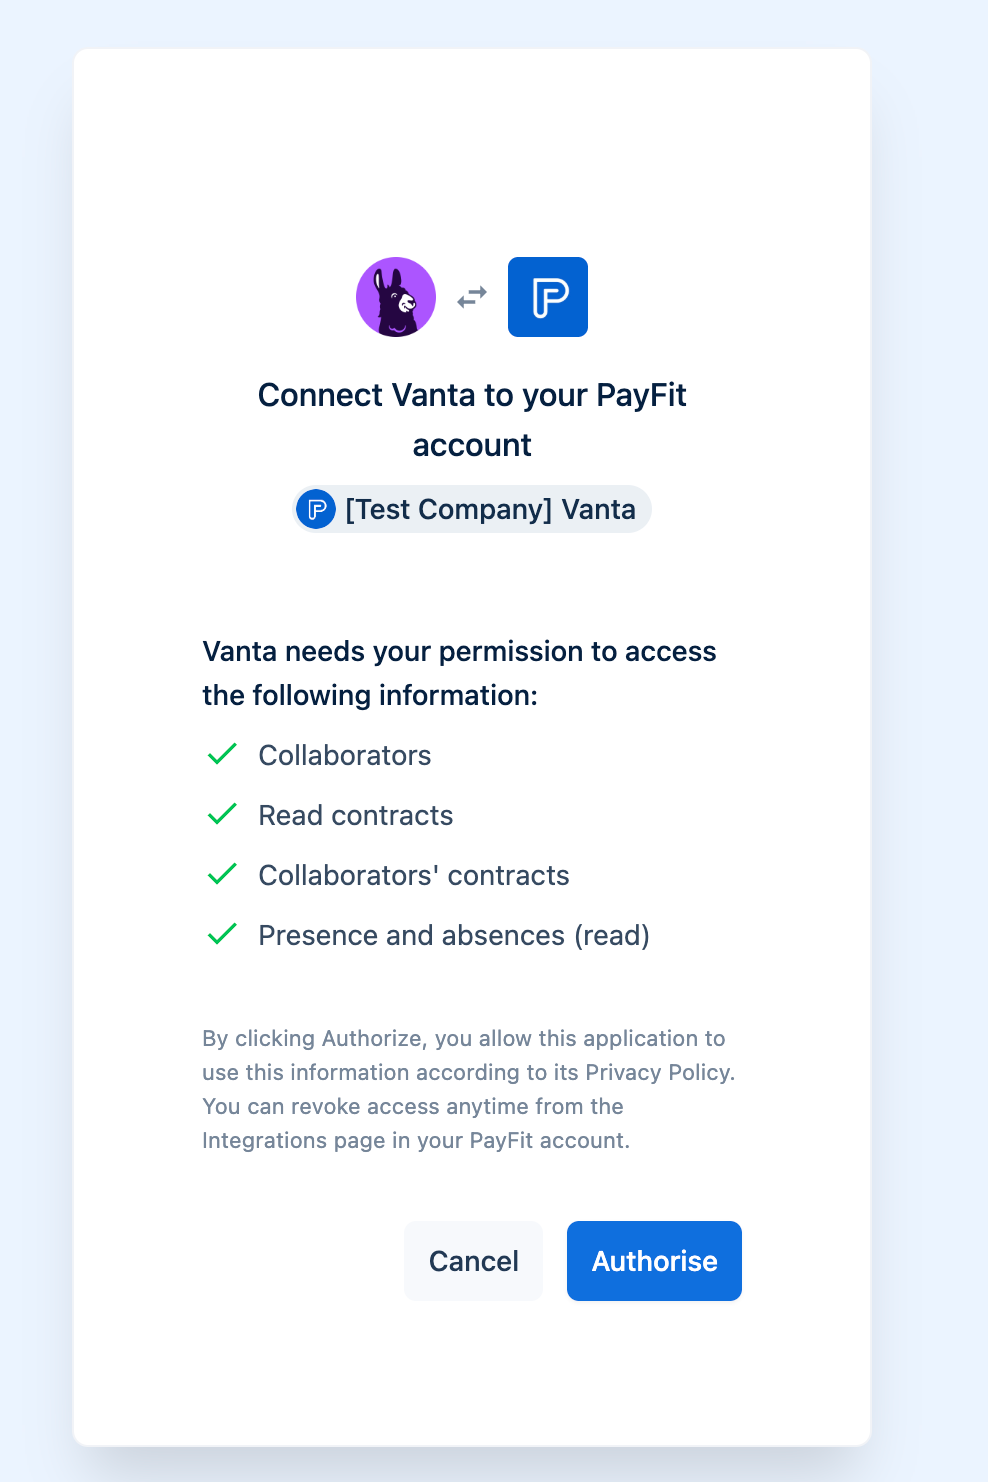 Connect Vanta to your PayFit
account
[Test Company] Vanta
Vanta needs your permission to access
the following information:
Collaborators
Read contracts
Collaborators' contracts
Presence and absences (read)
By clicking Authorize, you allow this application to
use this information according to its Privacy Policy.
You can revoke access anytime from the
Integrations page in your PayFit account.
Cancel
Authorise